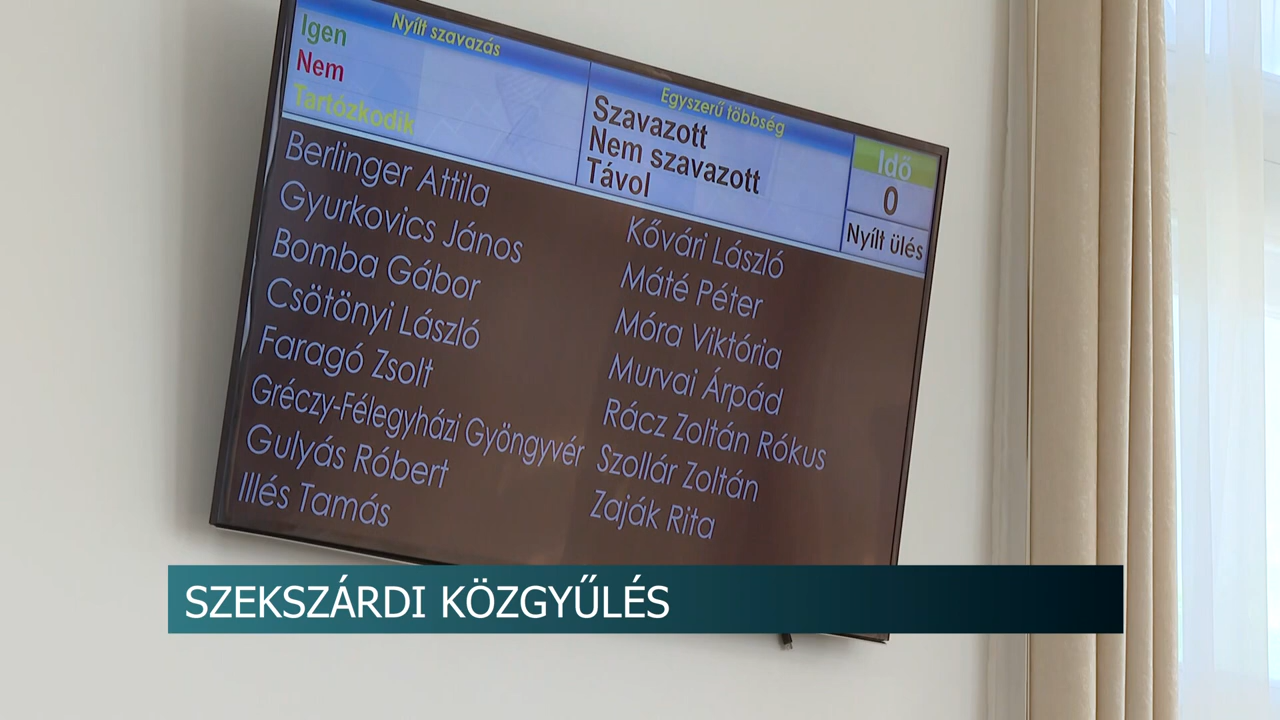 Nyílt szavazás
Igen
Nem
Tartózkodik
Egyszerű többség
Szavazott
Nem szavazott
Távol
Idő
0
Nyílt ülés
Berlinger Attila
Gyurkovics János
Bomba Gábor
Csötönyi László
Faragó Zsolt
Gréczy-Félegyházi Gyöngyvér
Gulyás Róbert
Illés Tamás
Kővári László
Máté Péter
Móra Viktória
Murvai Árpád
Rácz Zoltán Rókus
Szollár Zoltán
Zaják Rita
SZEKSZÁRDI KÖZGYŰLÉS